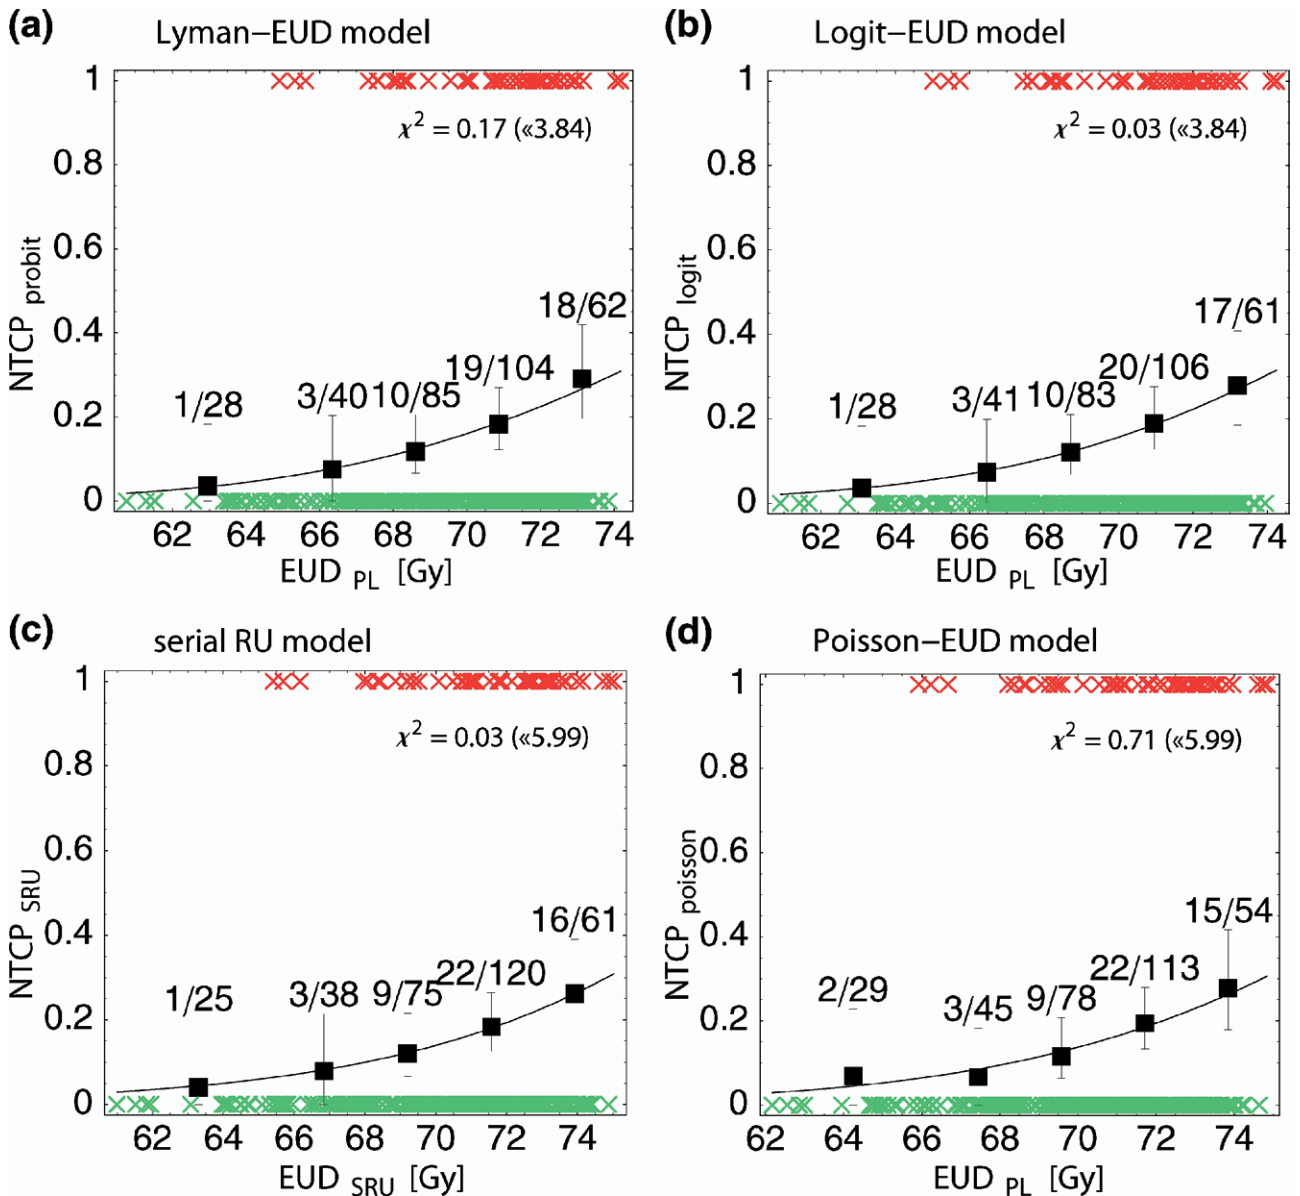 (a) Lyman–EUD model
1
χ² = 0.17 («3.84)
0.8
0.6
NTCP probit
0.4
0.2
0
1/28 3/40 10/85 19/104 18/62
62 64 66 68 70 72 74
EUD PL [Gy]
(b) Logit–EUD model
1
χ² = 0.03 («3.84)
0.8
0.6
NTCP logit
0.4
0.2
0
1/28 3/41 10/83 20/106 17/61
62 64 66 68 70 72 74
EUD PL [Gy]
(c) serial RU model
1
χ² = 0.03 («5.99)
0.8
0.6
NTCP SRU
0.4
0.2
0
1/25 3/38 9/75 22/120 16/61
62 64 66 68 70 72 74
EUD SRU [Gy]
(d) Poisson–EUD model
1
χ² = 0.71 («5.99)
0.8
0.6
NTCP poisson
0.4
0.2
0
2/29 3/45 9/78 22/113 15/54
62 64 66 68 70 72 74
EUD PL [Gy]